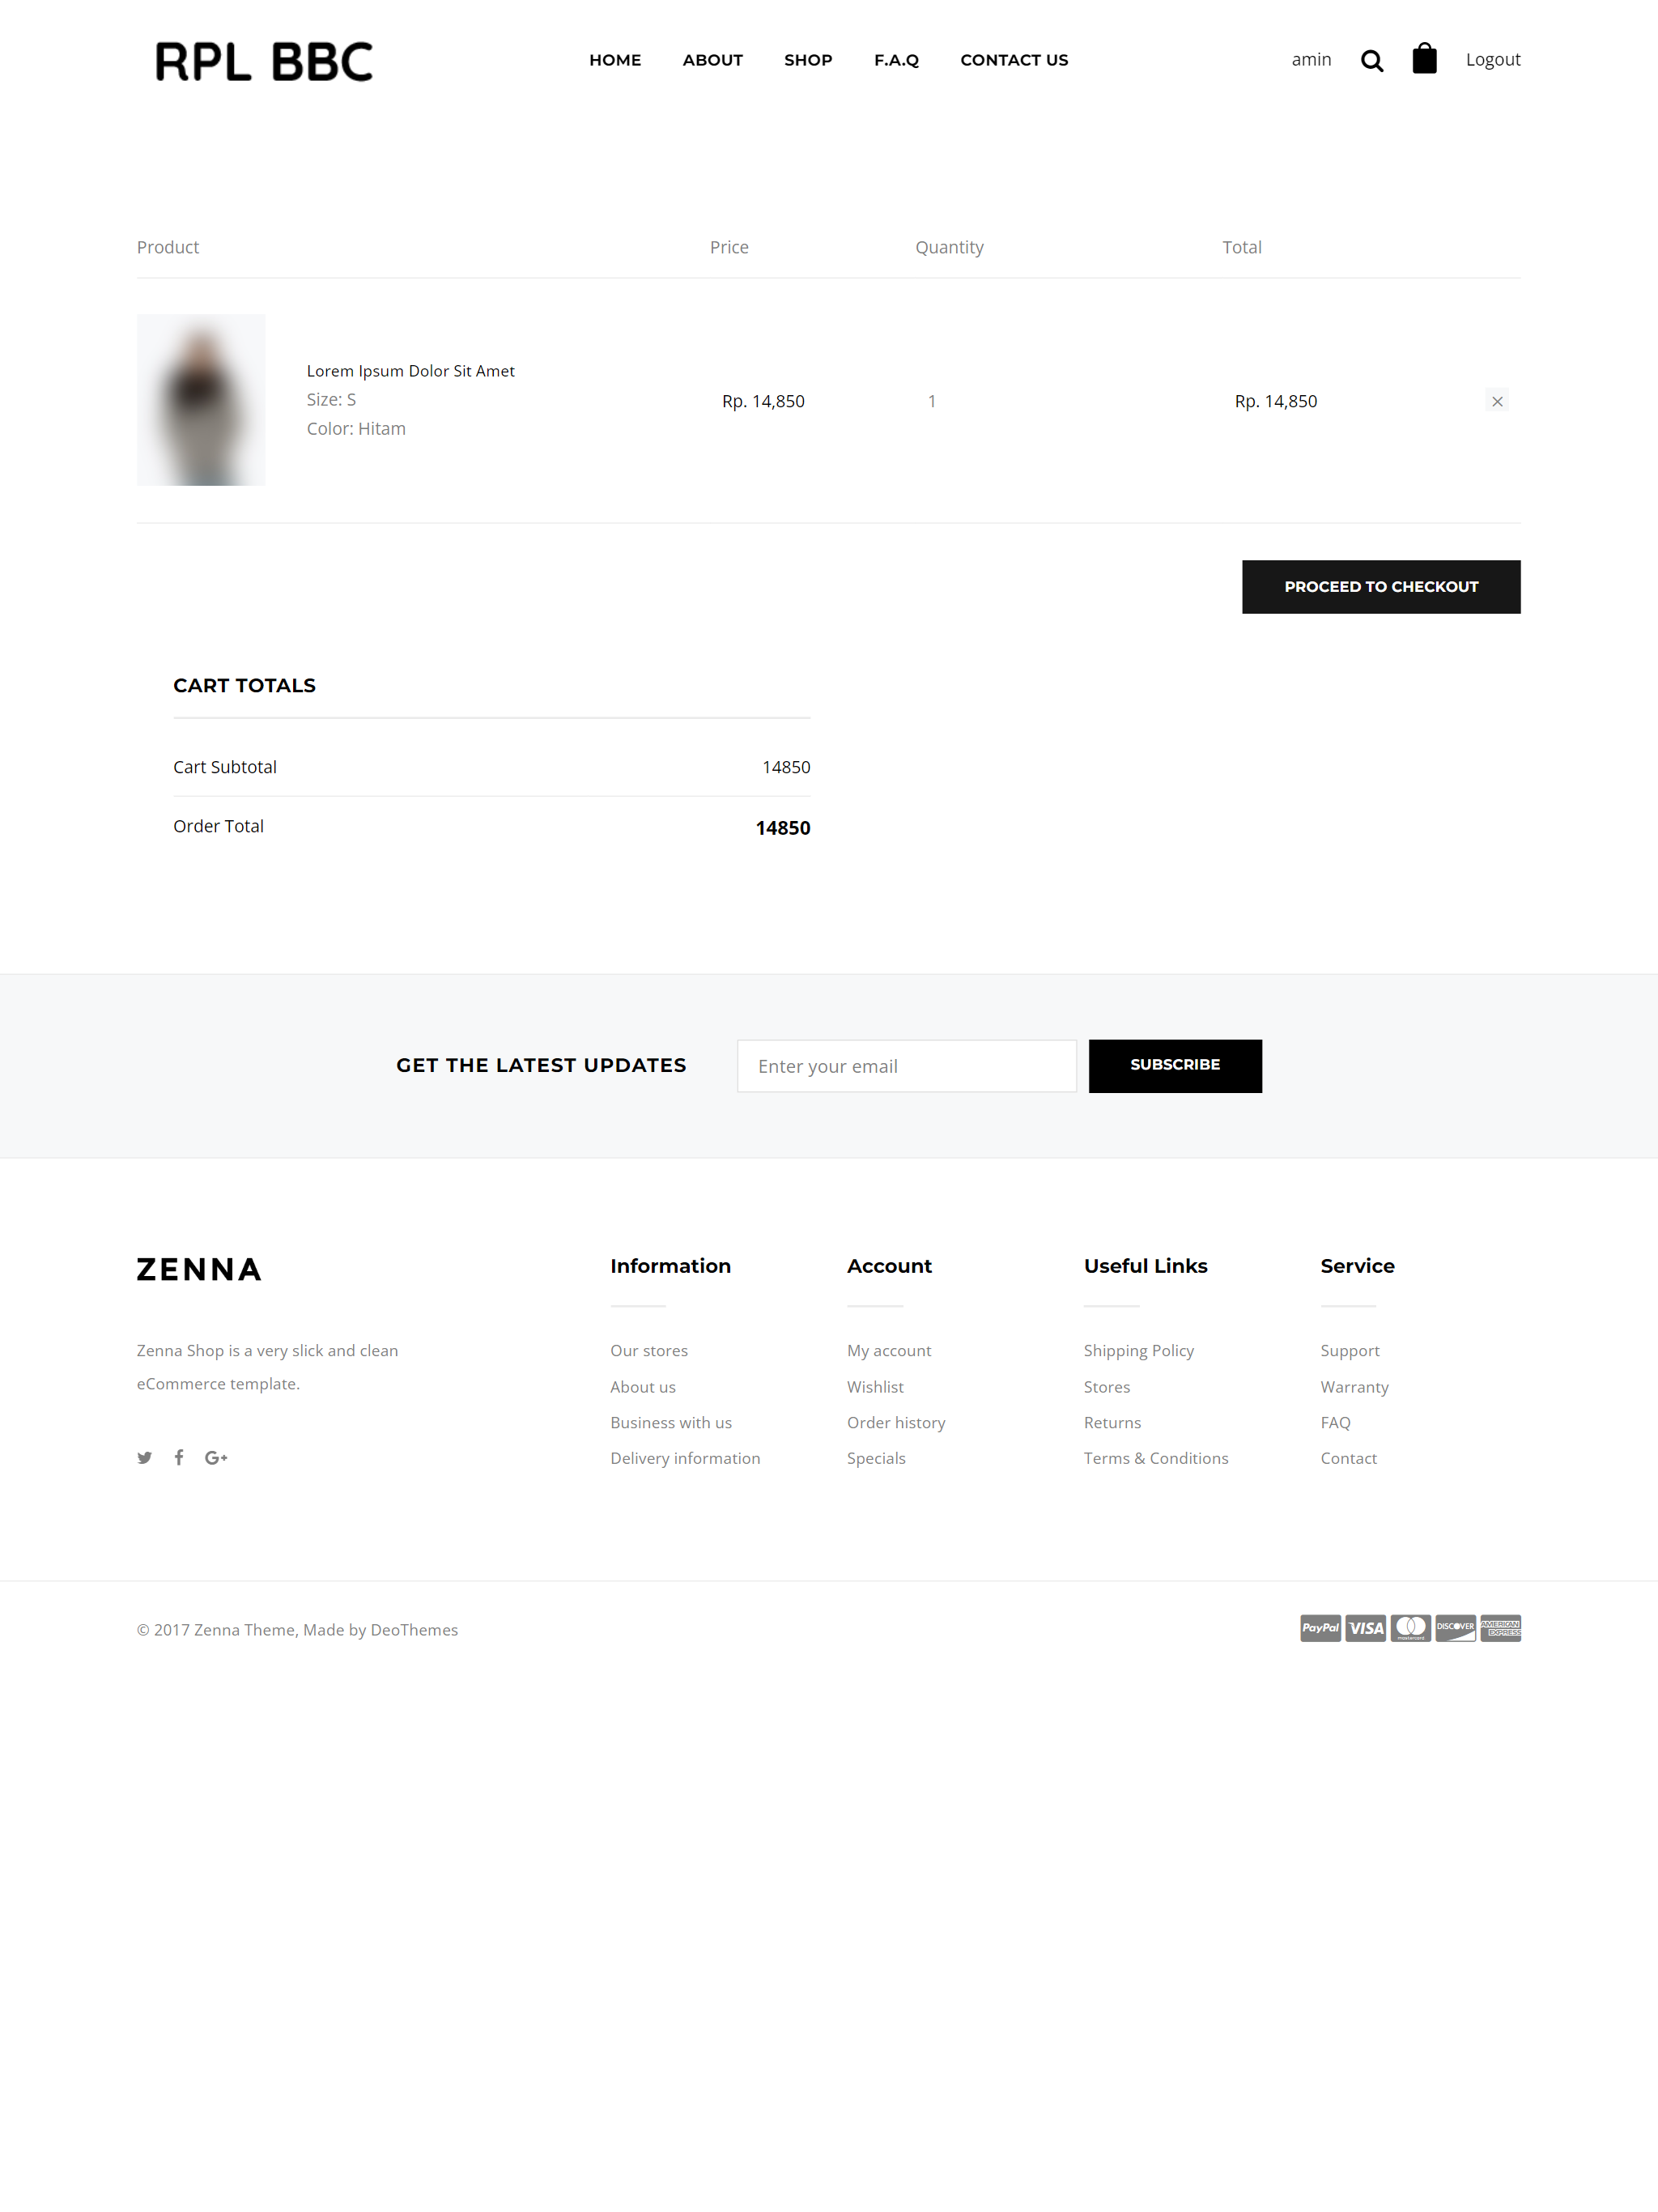 RPL BBC
HOME ABOUT SHOP F.A.Q CONTACT US
amin Logout
Product Price Quantity Total
Lorem Ipsum Dolor Sit Amet
Size: S
Color: Hitam
Rp. 14,850 1 Rp. 14,850 ×
PROCEED TO CHECKOUT
CART TOTALS
Cart Subtotal 14850
Order Total 14850
GET THE LATEST UPDATES Enter your email SUBSCRIBE
ZENNA
Zenna Shop is a very slick and clean
eCommerce template.
Information
Our stores
About us
Business with us
Delivery information
Account
My account
Wishlist
Order history
Specials
Useful Links
Shipping Policy
Stores
Returns
Terms & Conditions
Service
Support
Warranty
FAQ
Contact
© 2017 Zenna Theme, Made by DeoThemes
PayPal VISA mastercard DISCOVER AMERICAN EXPRESS